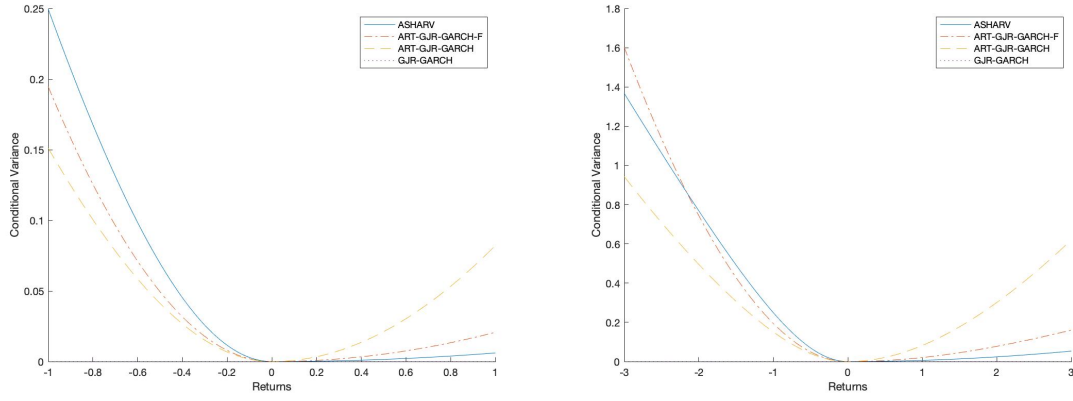 0.25
0.2
0.15
0.1
0.05
0
Conditional Variance
-1 -0.8 -0.6 -0.4 -0.2 0 0.2 0.4 0.6 0.8 1
Returns
ASHARV
ART-GJR-GARCH-F
ART-GJR-GARCH
GJR-GARCH
1.8
1.6
1.4
1.2
1
0.8
0.6
0.4
0.2
0
Conditional Variance
-3 -2 -1 0 1 2 3
Returns
ASHARV
ART-GJR-GARCH-F
ART-GJR-GARCH
GJR-GARCH